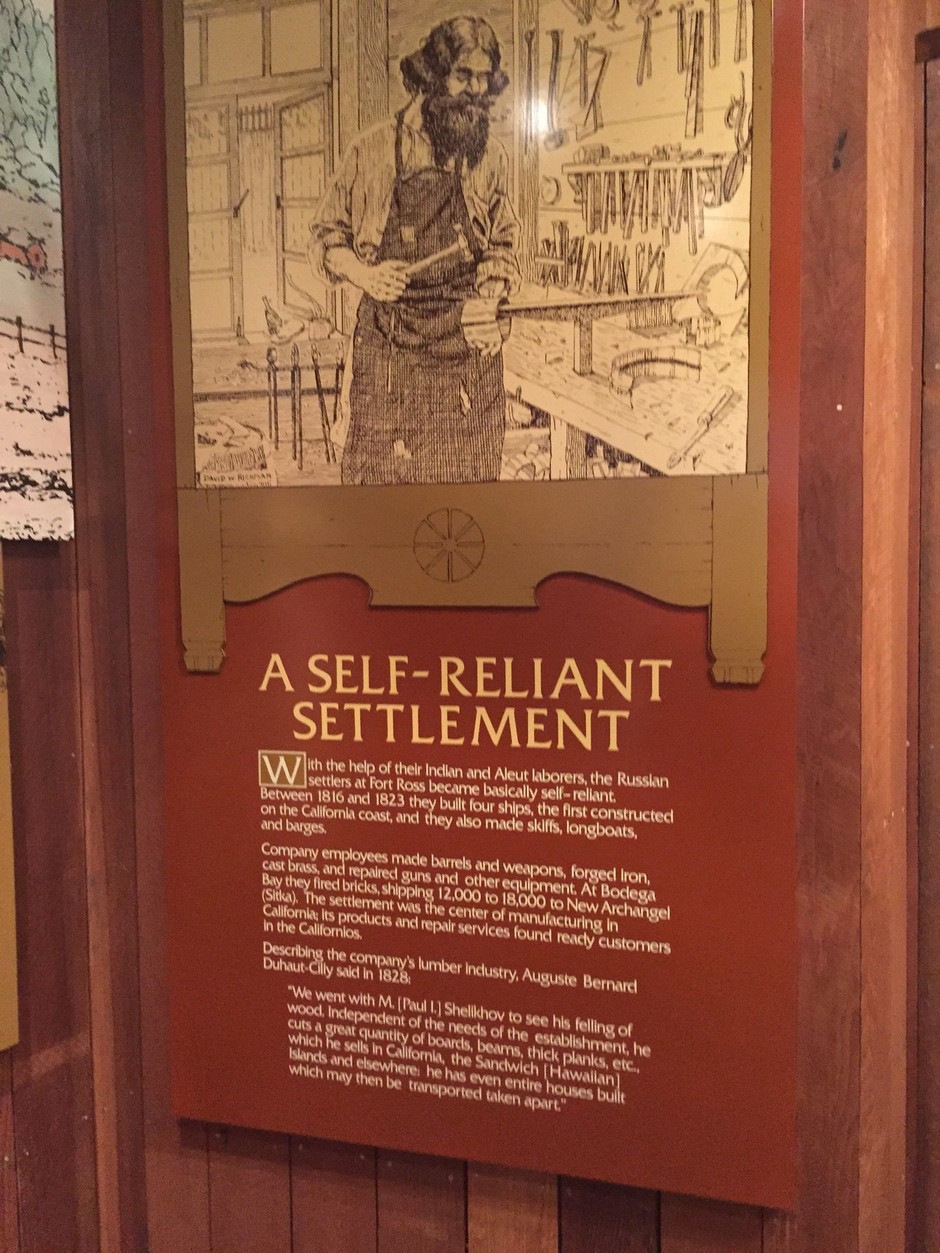 DAVID W. RICKMAN
A SELF-RELIANT
SETTLEMENT
With the help of their Indian and Aleut laborers, the Russian
settlers at Fort Ross became basically self-reliant.
Between 1816 and 1823 they built four ships, the first constructed
on the California coast, and they also made skiffs, longboats,
and barges.
Company employees made barrels and weapons, forged iron,
cast brass, and repaired guns and other equipment. At Bodega
Bay they fired bricks, shipping 12,000 to 18,000 to New Archangel
(Sitka). The settlement was the center of manufacturing in
California; its products and repair services found ready customers
in the Californios.
Describing the company's lumber industry, Auguste Bernard
Duhaut-Cilly said in 1828:
"We went with M. [Paul I.] Shelikhov to see his felling of
wood. Independent of the needs of the establishment, he
cuts a great quantity of boards, beams, thick planks, etc.,
which he sells in California, the Sandwich [Hawaiian]
Islands and elsewhere: he has even entire houses built
which may then be transported taken apart."